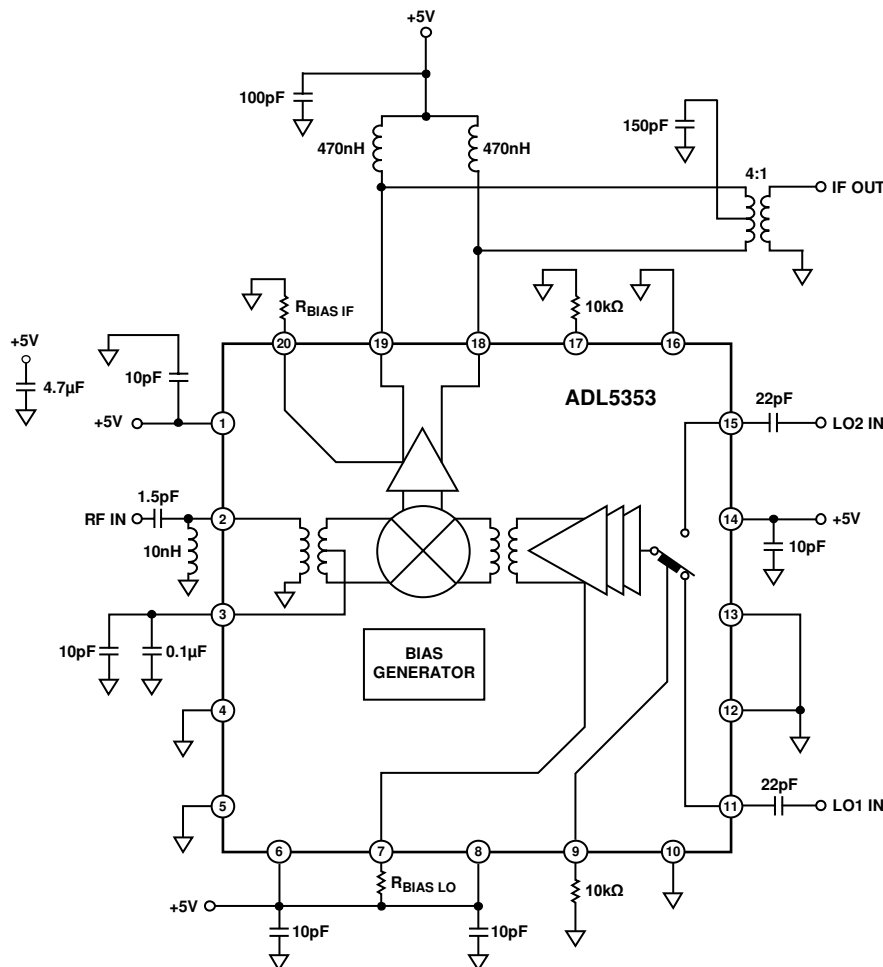 +5V
100pF
470nH 470nH
150pF
4:1
IF OUT
R_BIAS IF
10kΩ
20 19 18 17 16
+5V
4.7µF
10pF
+5V
1
ADL5353
22pF
15
LO2 IN
1.5pF
RF IN
2
10nH
14
+5V
10pF
3
10pF 0.1µF
BIAS
GENERATOR
13
4
12
5
22pF
11
LO1 IN
6 7 8 9 10
+5V
R_BIAS LO
10kΩ
10pF 10pF